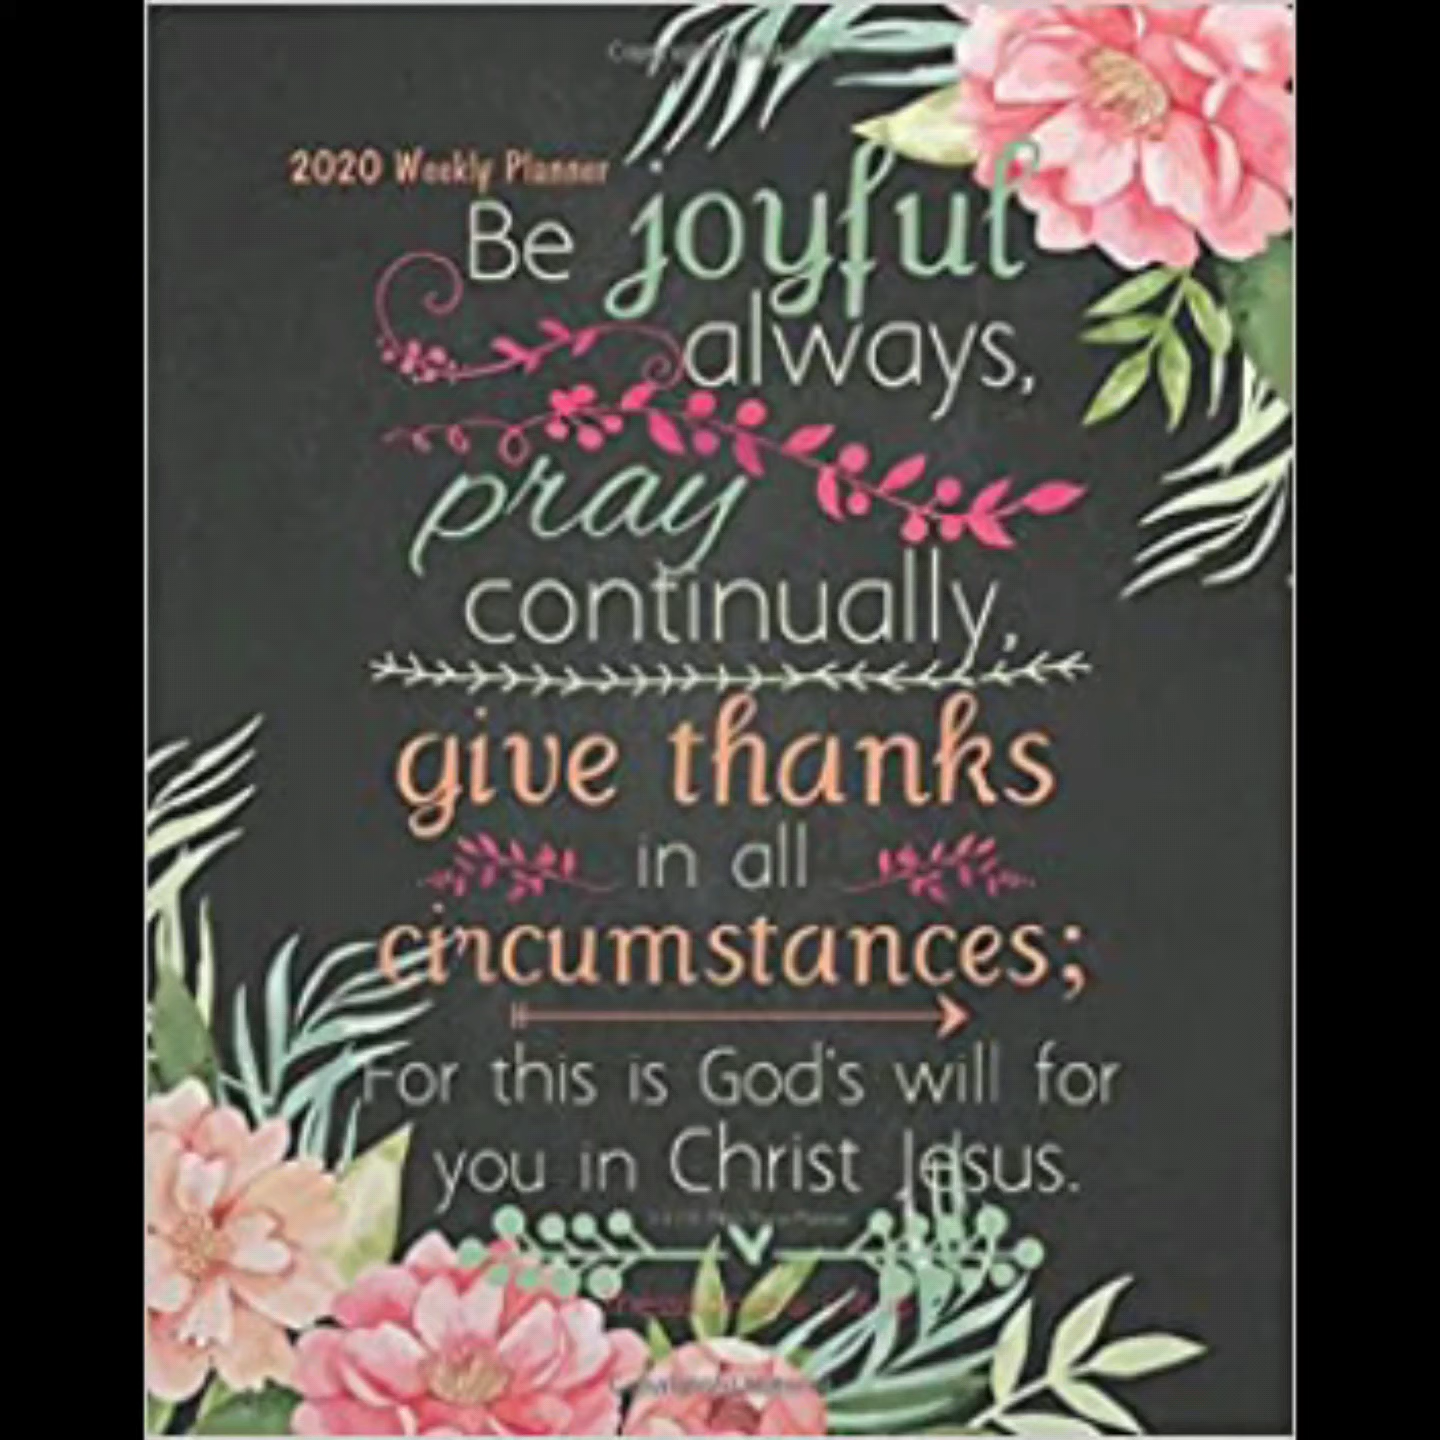 2020 Weekly Planner
Be joyful
always,
pray
continually,
give thanks
in all
circumstances;
For this is God's will for
you in Christ Jesus.